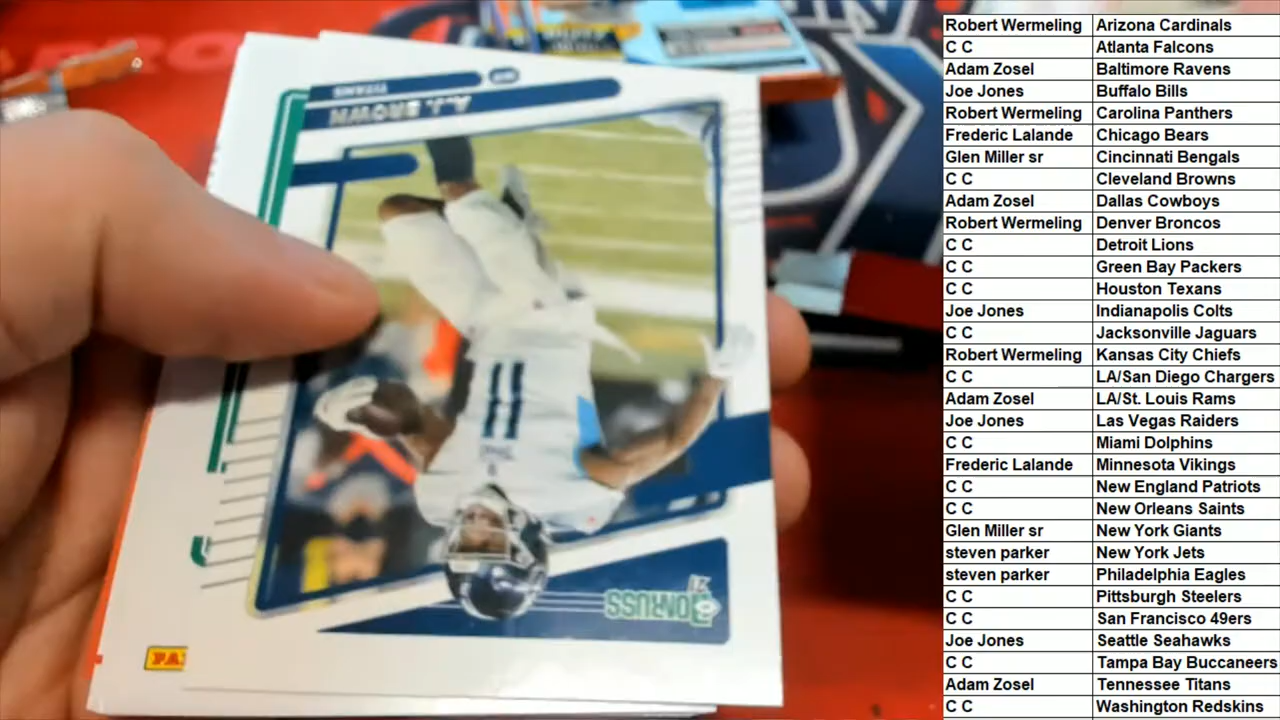 TITANS
WR
A.J. BROWN
11
21
DONRUSS
PA
Robert Wermeling Arizona Cardinals
C C Atlanta Falcons
Adam Zosel Baltimore Ravens
Joe Jones Buffalo Bills
Robert Wermeling Carolina Panthers
Frederic Lalande Chicago Bears
Glen Miller sr Cincinnati Bengals
C C Cleveland Browns
Adam Zosel Dallas Cowboys
Robert Wermeling Denver Broncos
C C Detroit Lions
C C Green Bay Packers
C C Houston Texans
Joe Jones Indianapolis Colts
C C Jacksonville Jaguars
Robert Wermeling Kansas City Chiefs
C C LA/San Diego Chargers
Adam Zosel LA/St. Louis Rams
Joe Jones Las Vegas Raiders
C C Miami Dolphins
Frederic Lalande Minnesota Vikings
C C New England Patriots
C C New Orleans Saints
Glen Miller sr New York Giants
steven parker New York Jets
steven parker Philadelphia Eagles
C C Pittsburgh Steelers
C C San Francisco 49ers
Joe Jones Seattle Seahawks
C C Tampa Bay Buccaneers
Adam Zosel Tennessee Titans
C C Washington Redskins